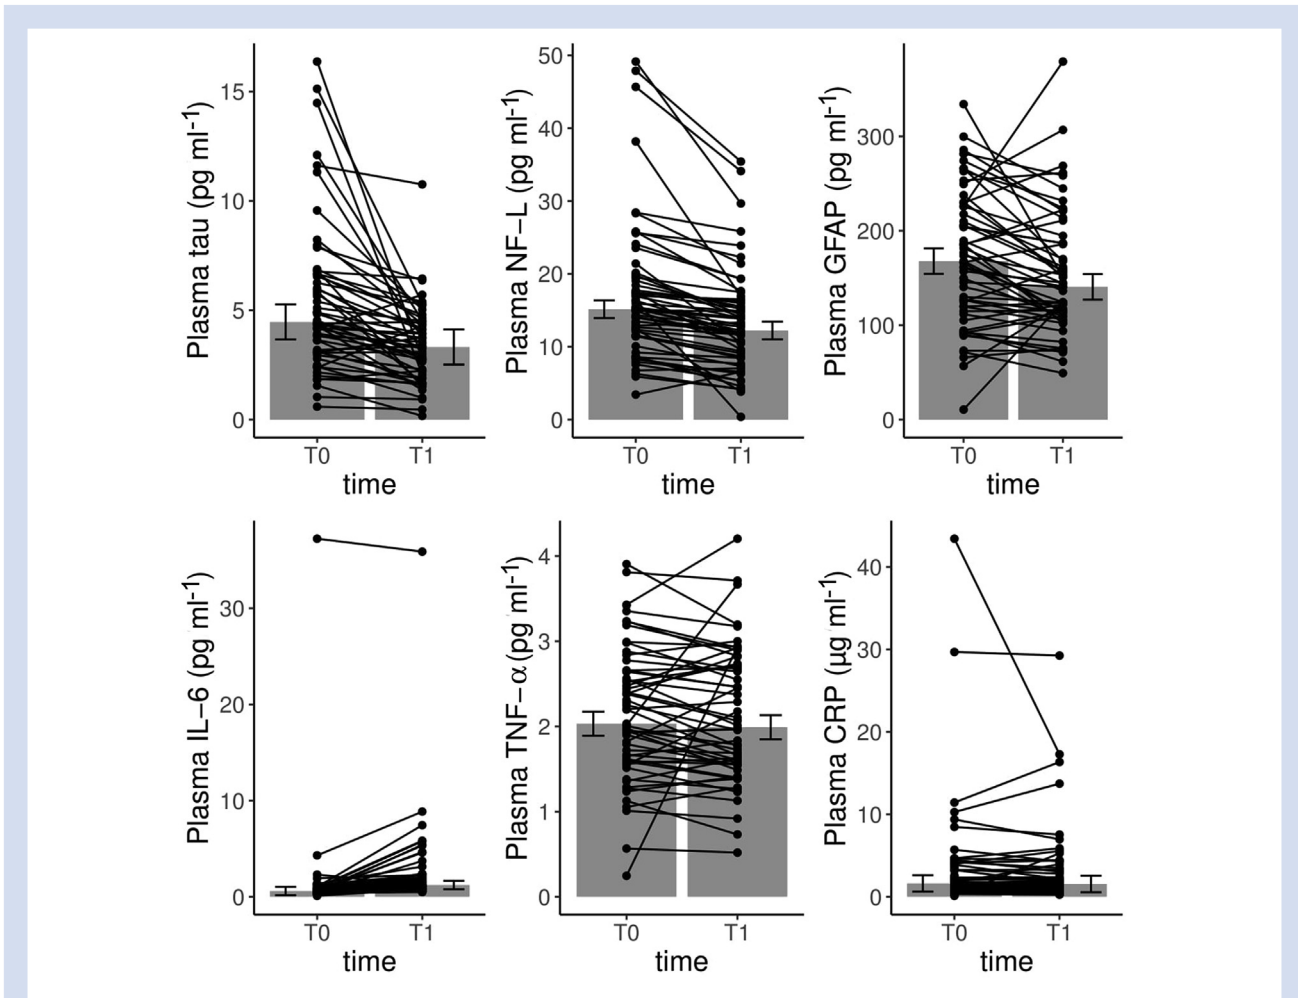 Plasma tau (pg ml-1)
15
10
5
0
T0 T1
time
Plasma NF-L (pg ml-1)
50
40
30
20
10
0
T0 T1
time
Plasma GFAP (pg ml-1)
300
200
100
0
T0 T1
time
Plasma IL-6 (pg ml-1)
30
20
10
0
T0 T1
time
Plasma TNF-α (pg ml-1)
4
3
2
1
0
T0 T1
time
Plasma CRP (µg ml-1)
40
30
20
10
0
T0 T1
time